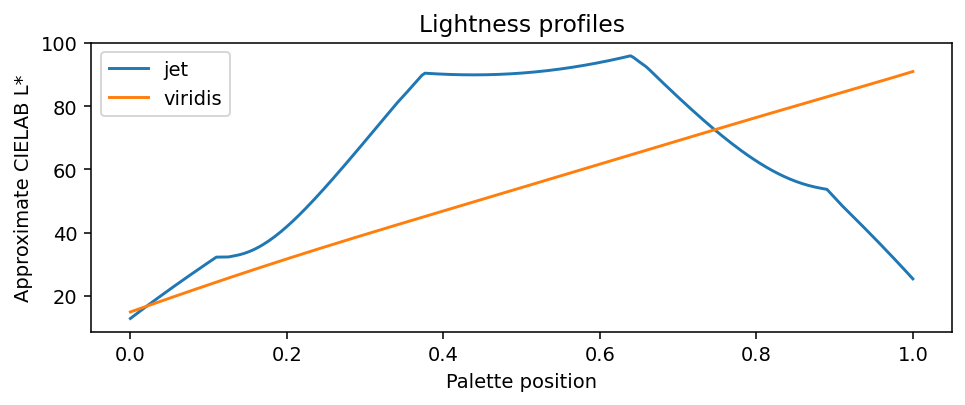 Lightness profiles
Approximate CIELAB L*
100
80
60
40
20
jet
viridis
0.0 0.2 0.4 0.6 0.8 1.0
Palette position